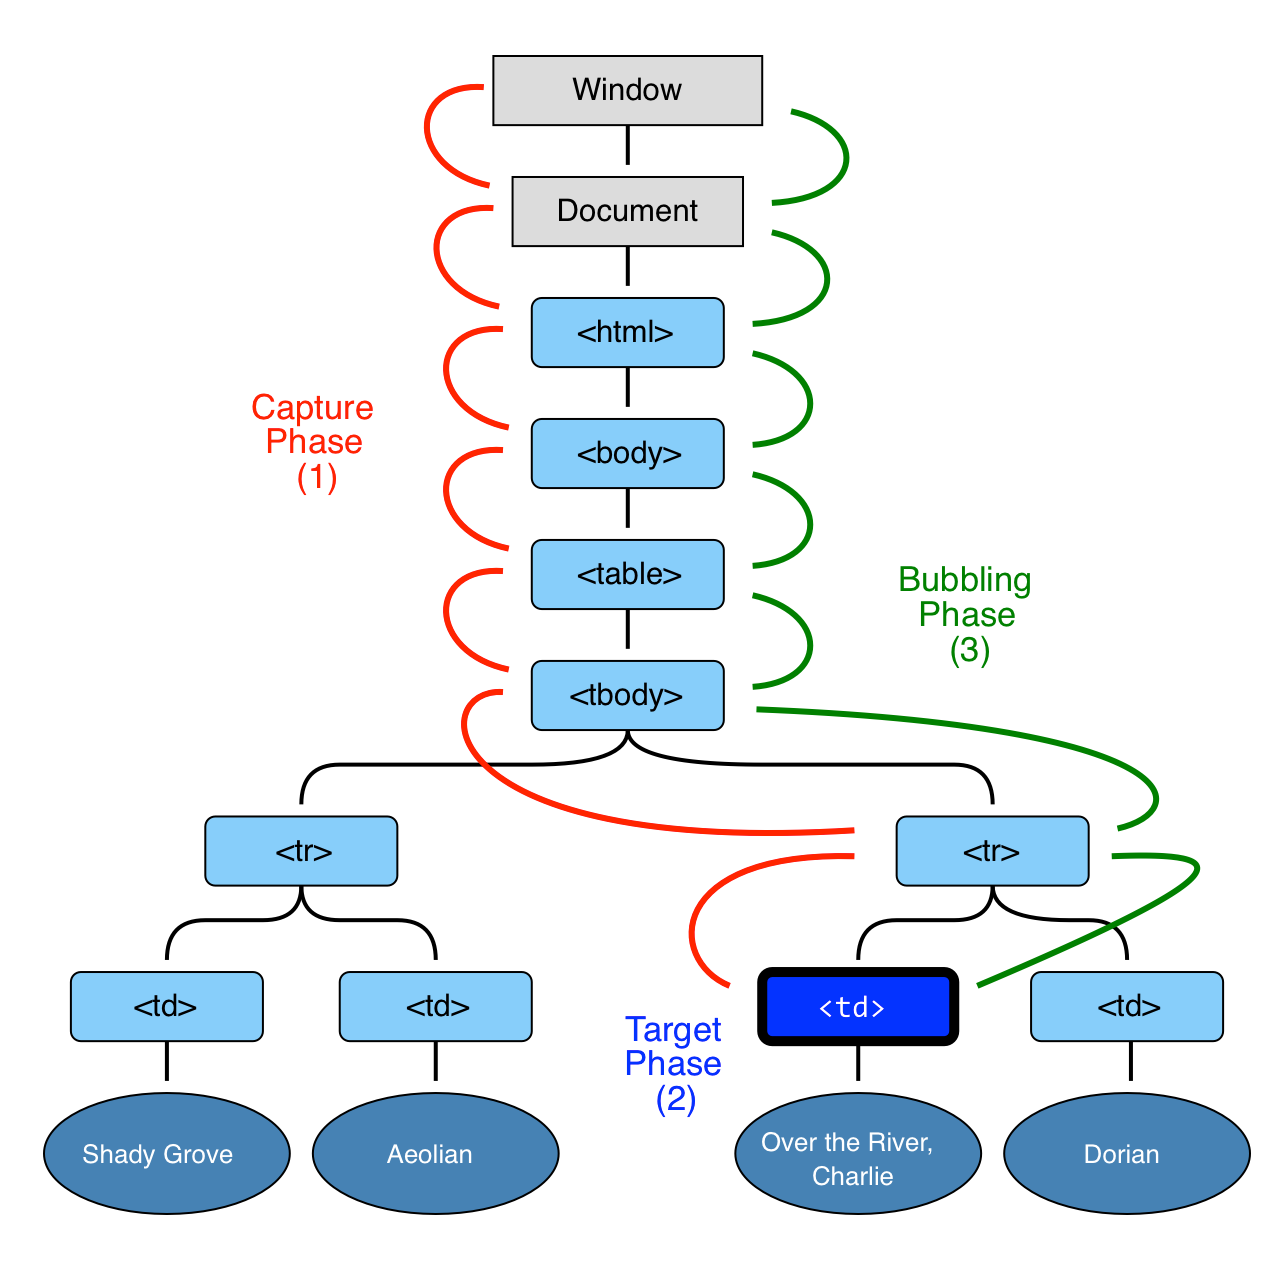 Window
Document
<html>
Capture
Phase
(1)
<body>
<table>
Bubbling
Phase
(3)
<tbody>
<tr>
<tr>
<td>
<td>
<td>
<td>
Target
Phase
(2)
Shady Grove
Aeolian
Over the River,
Charlie
Dorian